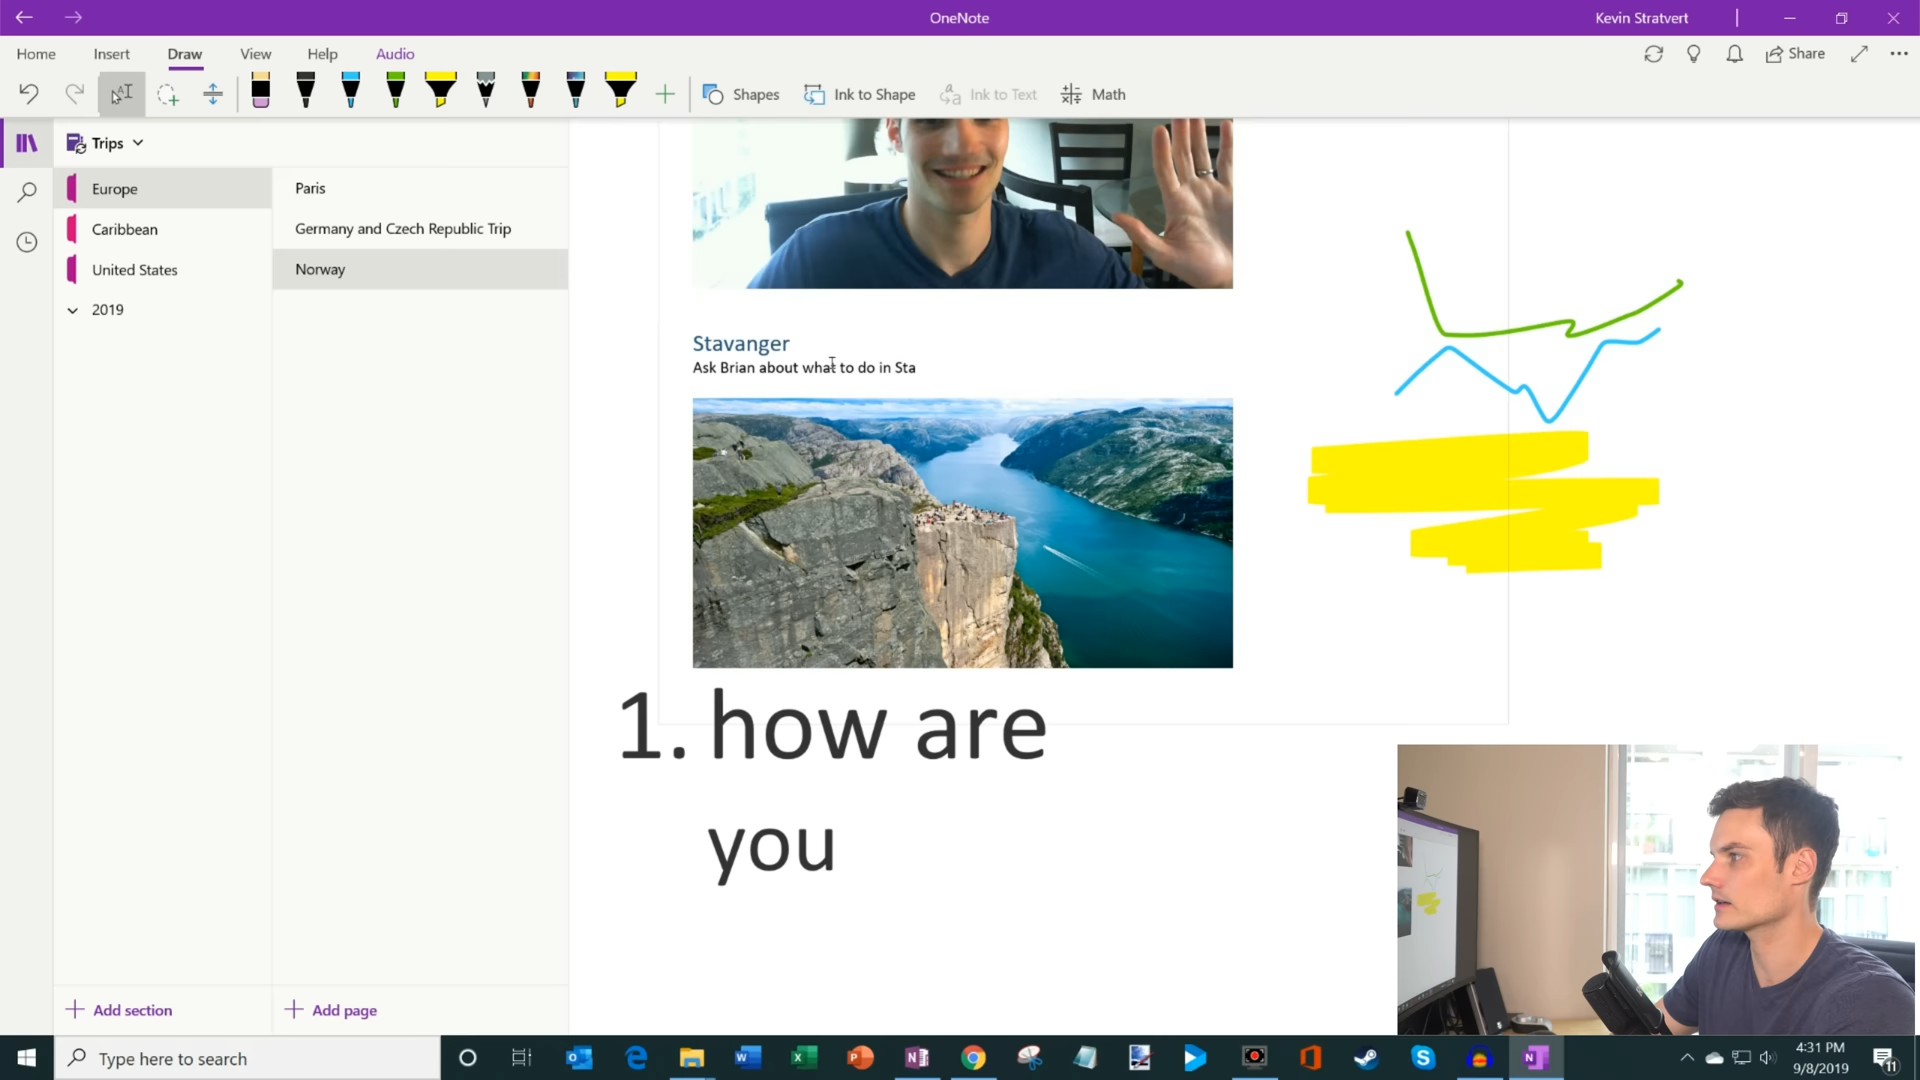 OneNote
Kevin Stratvert
Home
Insert
Draw
View
Help
Audio
Share
Shapes
Ink to Shape
Ink to Text
Math
Trips
Europe
Caribbean
United States
2019
Paris
Germany and Czech Republic Trip
Norway
Stavanger
Ask Brian about what to do in Sta
1. how are
you
Add section
Add page
Type here to search
4:31 PM
9/8/2019
11